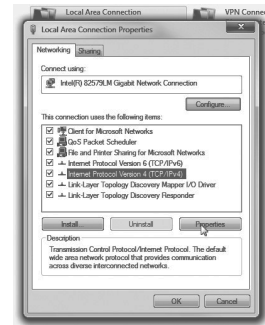 Local Area Connection
VPN Conne
Local Area Connection Properties
Networking
Sharing
Connect using:
Intel(R) 82579LM Gigabit Network Connection
Configure...
This connection uses the following items:
Client for Microsoft Networks
QoS Packet Scheduler
File and Printer Sharing for Microsoft Networks
Internet Protocol Version 6 (TCP/IPv6)
Internet Protocol Version 4 (TCP/IPv4)
Link-Layer Topology Discovery Mapper I/O Driver
Link-Layer Topology Discovery Responder
Install...
Uninstall
Properties
Description
Transmission Control Protocol/Internet Protocol. The default
wide area network protocol that provides communication
across diverse interconnected networks.
OK
Cancel